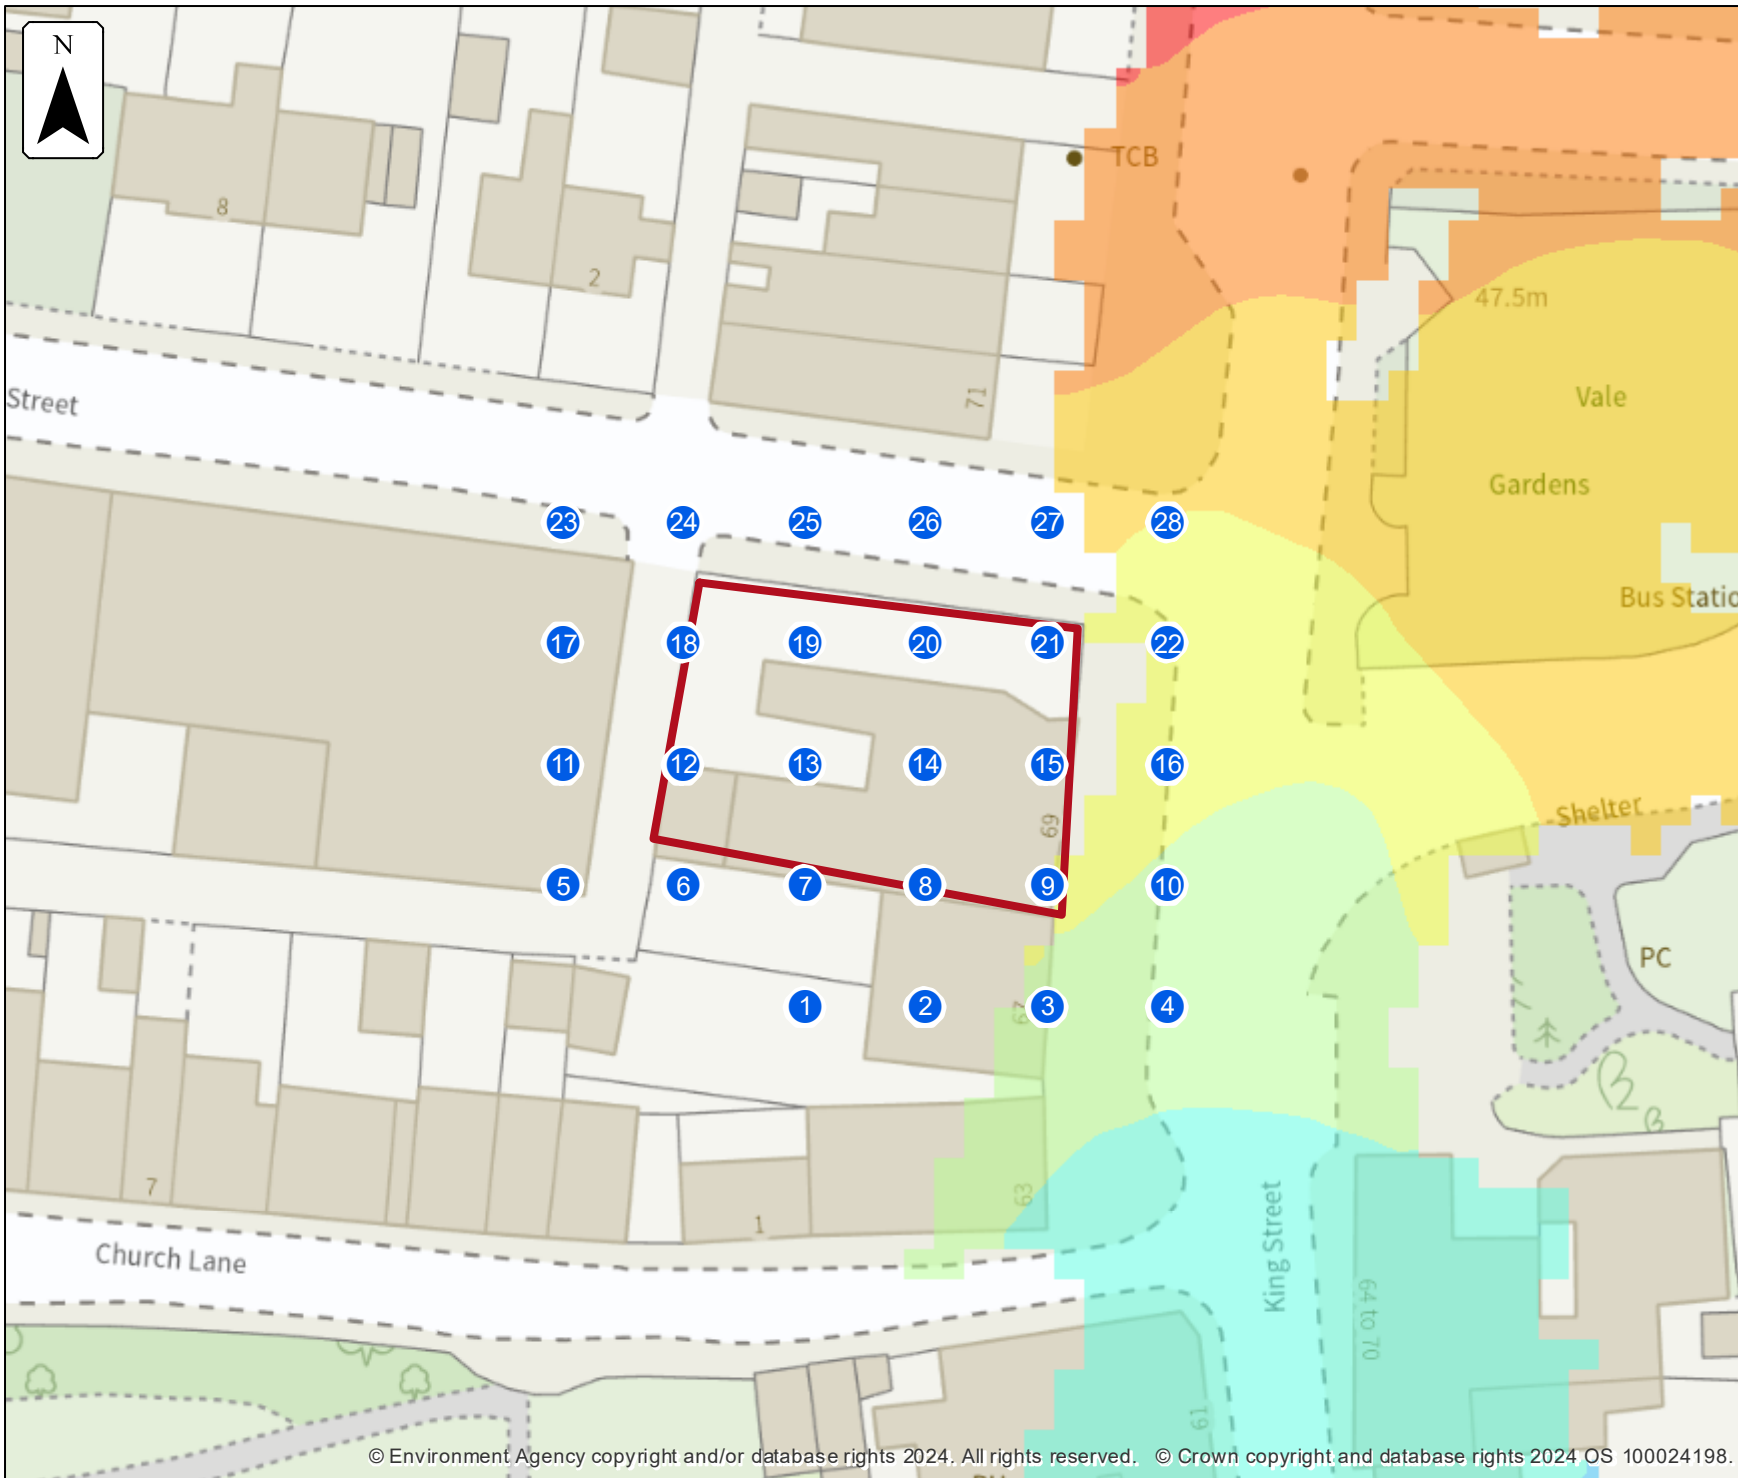 N
TCB
8
2
47.5m
71
Vale
Street
Gardens
23
24
25
26
27
28
Bus Static
17
18
19
20
21
22
11
12
13
14
15
16
Shelter
69
5
6
7
8
9
10
PC
1
2
3
4
67
7
63
1
Church Lane
King Street
64 to 70
61
© Environment Agency copyright and/or database rights 2024. All rights reserved. © Crown copyright and database rights 2024 OS 100024198.